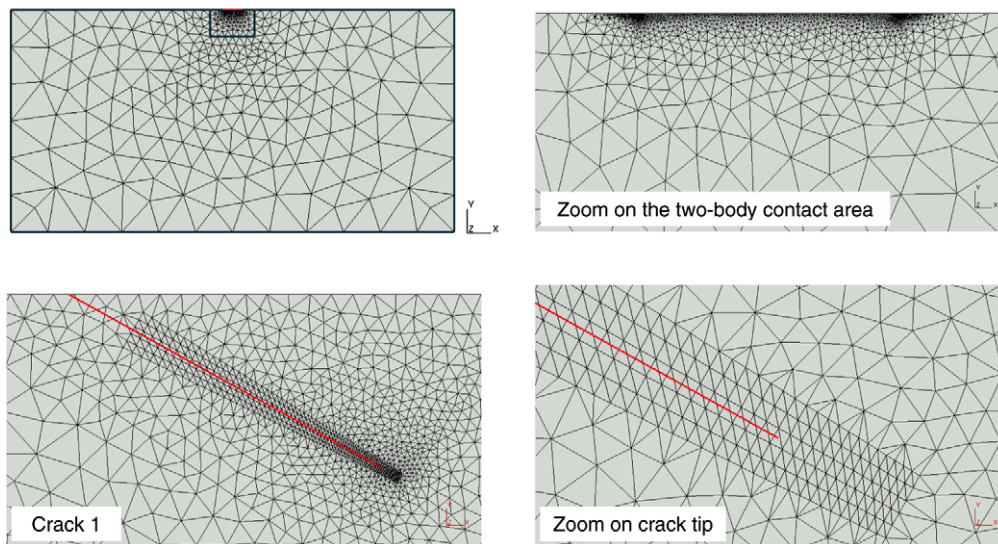 Y
Z X
Zoom on the two-body contact area
Y
Z X
Crack 1
Y
Z X
Zoom on crack tip
Y
Z X